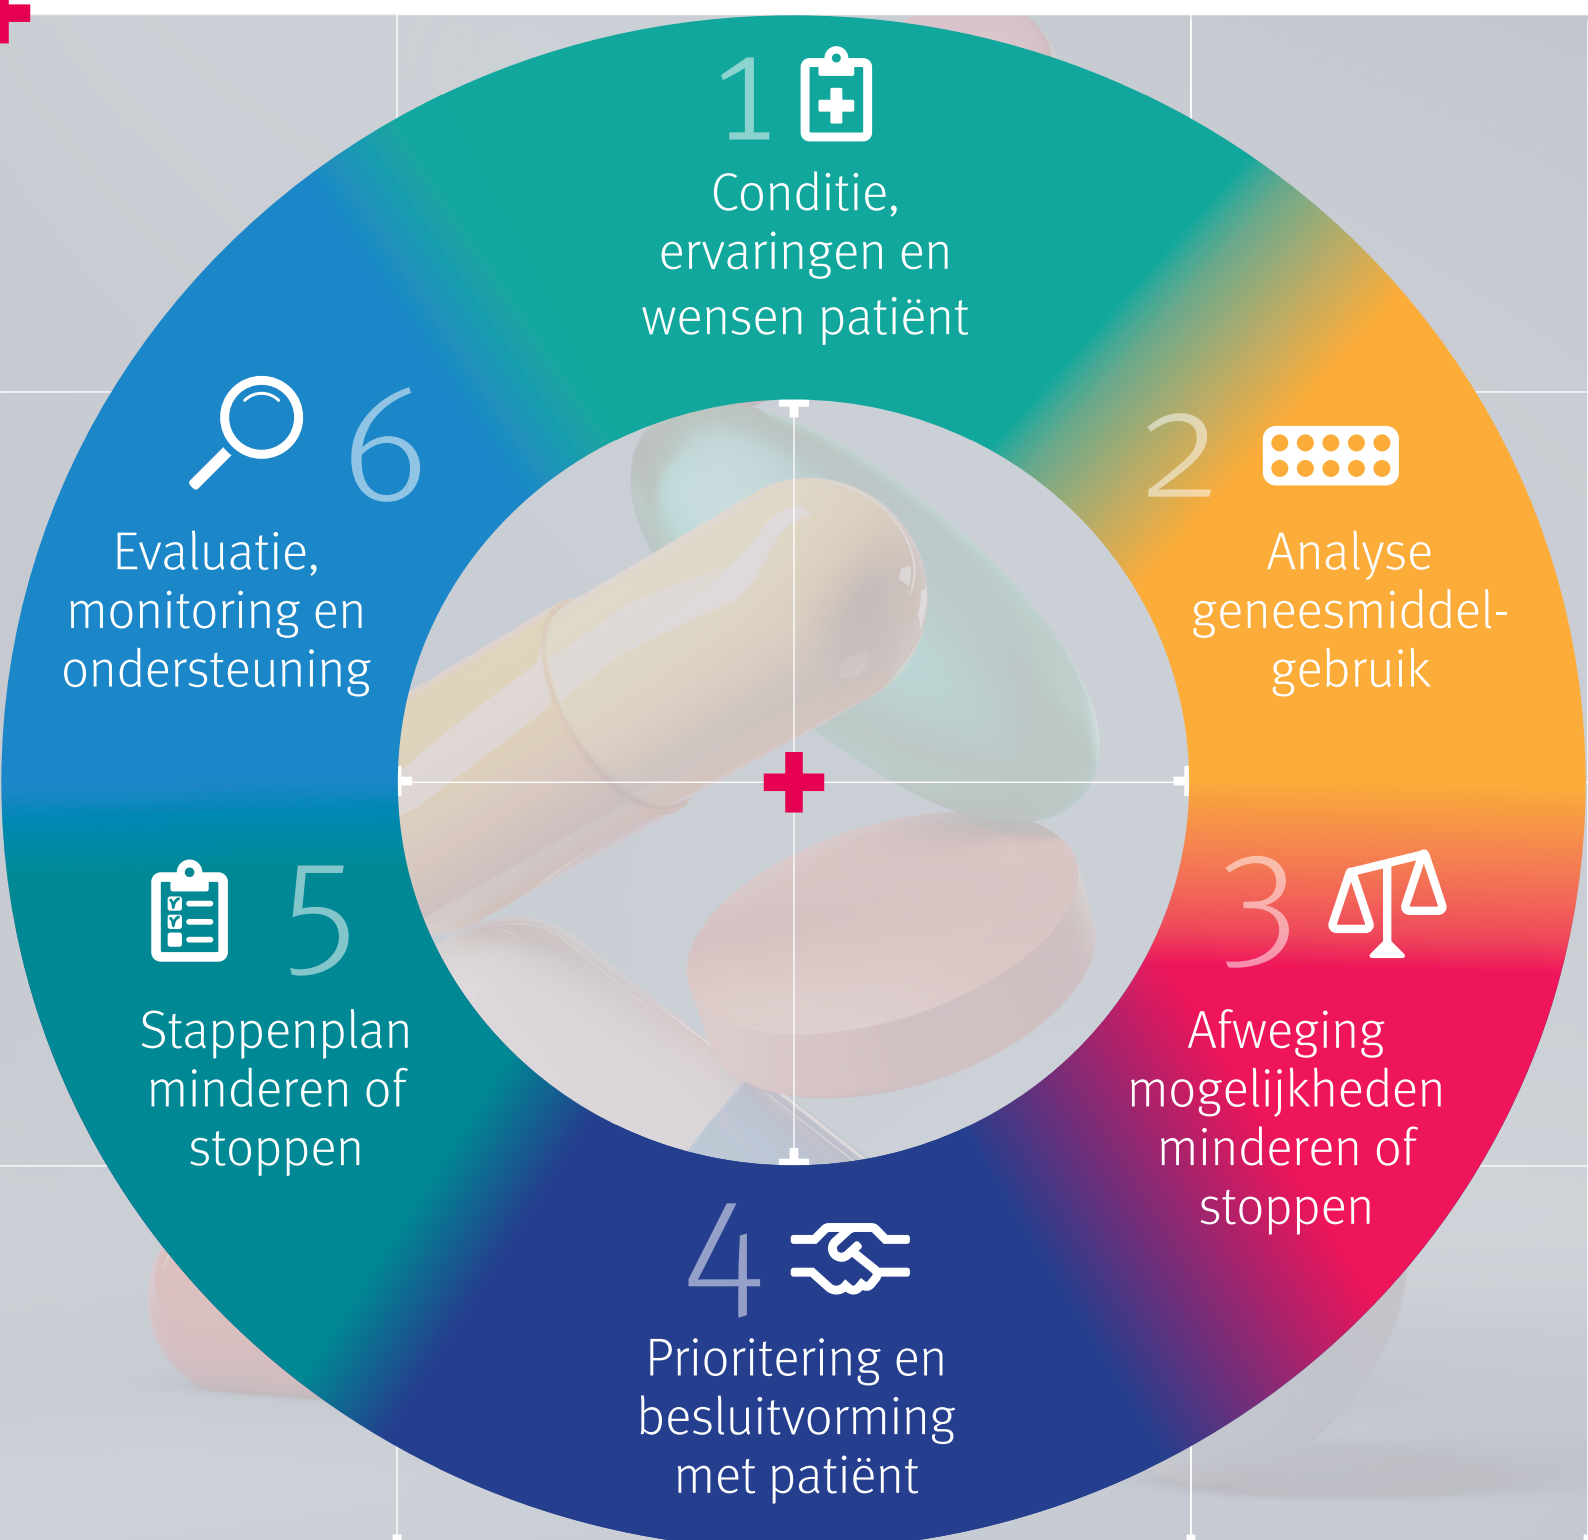 1
Conditie,
ervaringen en
wensen patiënt
2
Analyse
geneesmiddel-
gebruik
3
Afweging
mogelijkheden
minderen of
stoppen
4
Prioritering en
besluitvorming
met patiënt
5
Stappenplan
minderen of
stoppen
6
Evaluatie,
monitoring en
ondersteuning